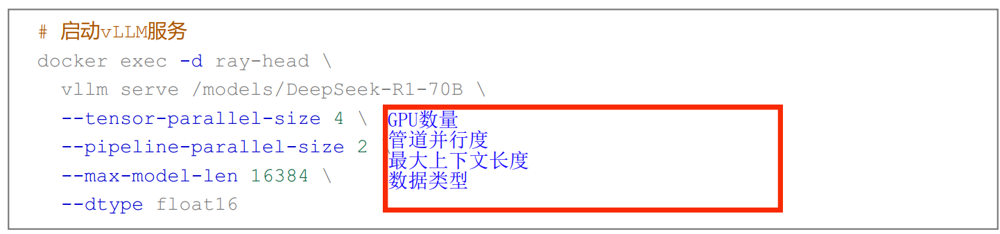 # 启动vLLM服务
docker exec -d ray-head \
vllm serve /models/DeepSeek-R1-70B \
--tensor-parallel-size 4 \ GPU数量
--pipeline-parallel-size 2 \ 管道并行度
--max-model-len 16384 \ 最大上下文长度
--dtype float16 数据类型